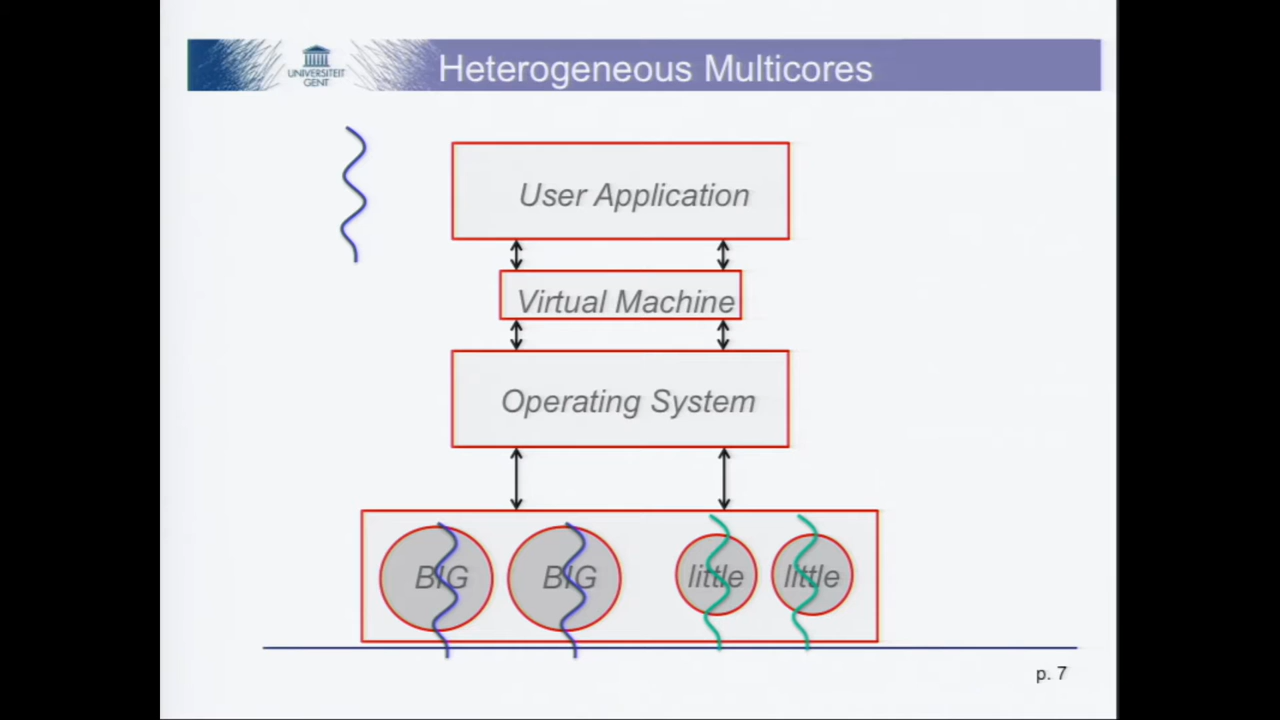 UNIVERSITEIT
GENT
Heterogeneous Multicores
User Application
Virtual Machine
Operating System
BIG BIG little little
p. 7